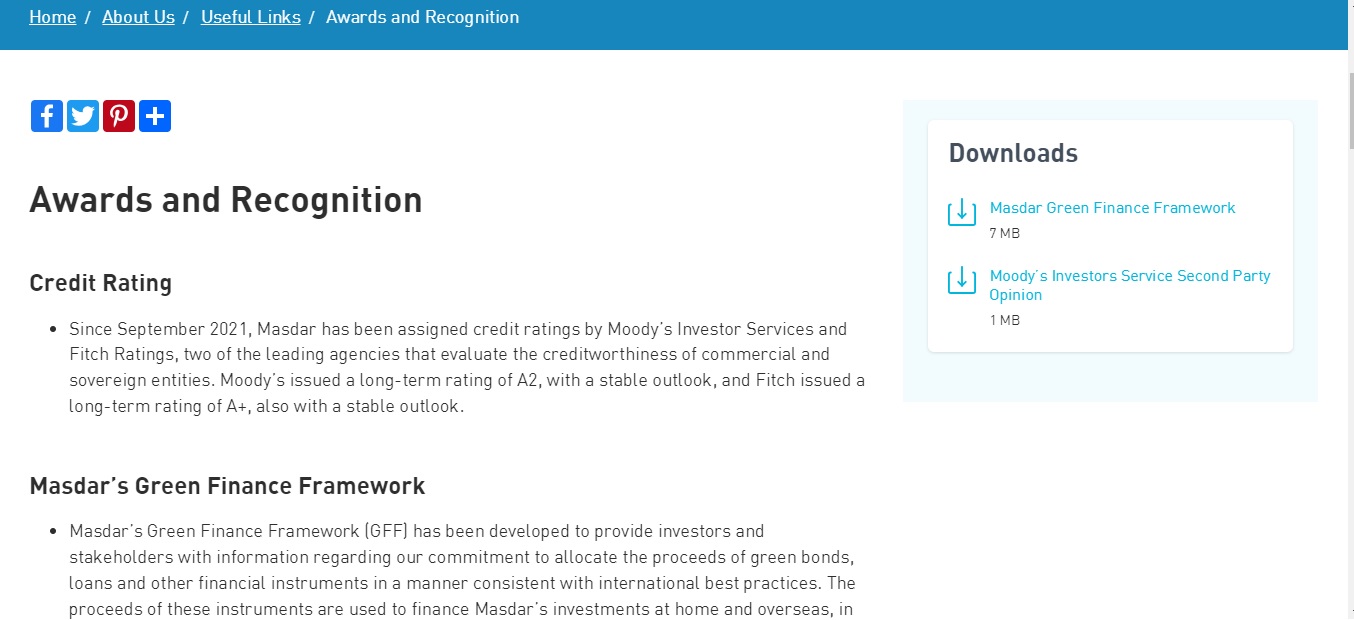 Home / About Us / Useful Links / Awards and Recognition
Awards and Recognition
Credit Rating
• Since September 2021, Masdar has been assigned credit ratings by Moody's Investor Services and
Fitch Ratings, two of the leading agencies that evaluate the creditworthiness of commercial and
sovereign entities. Moody's issued a long-term rating of A2, with a stable outlook, and Fitch issued a
long-term rating of A+, also with a stable outlook.
Masdar’s Green Finance Framework
• Masdar's Green Finance Framework (GFF) has been developed to provide investors and
stakeholders with information regarding our commitment to allocate the proceeds of green bonds,
loans and other financial instruments in a manner consistent with international best practices. The
proceeds of these instruments are used to finance Masdar's investments at home and overseas, in
Downloads
Masdar Green Finance Framework
7 MB
Moody's Investors Service Second Party
Opinion
1 MB